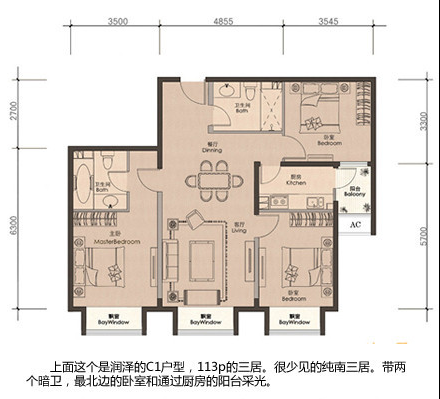 3500 4855 3545
2700
6300
3300
5700
卫生间
Bath
卧室
Bedroom
餐厅
Dinning
卫生间
Bath
厨房
Kitchen
阳台
Balcony
AC
主卧
MasterBedroom
客厅
Living
卧室
Bedroom
飘窗
BayWindow
飘窗
BayWindow
飘窗
BayWindow
上面这个是润泽的C1户型，113p的三居。很少见的纯南三居。带两
个暗卫，最北边的卧室和通过厨房的阳台采光。